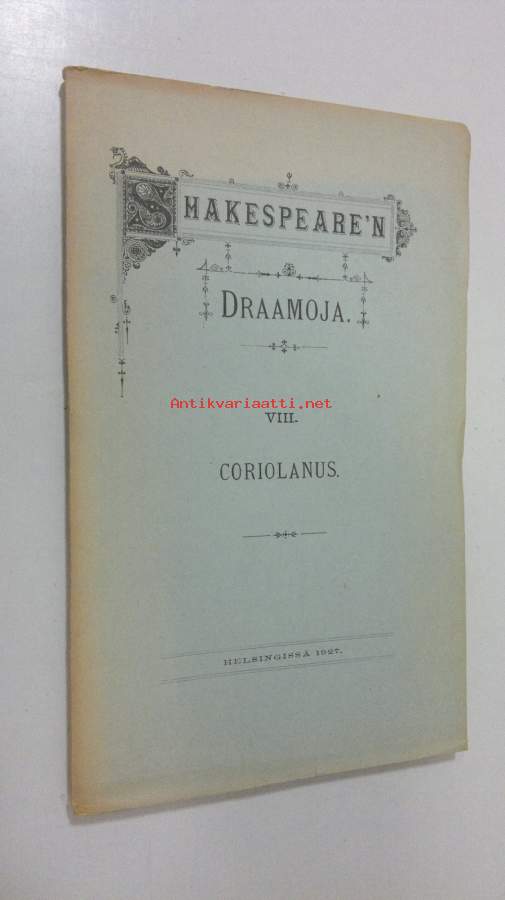 SHAKESPEARE'N
DRAAMOJA.
Antikvariaatti.net
VIII.
CORIOLANUS.
HELSINGISSÄ 1927.